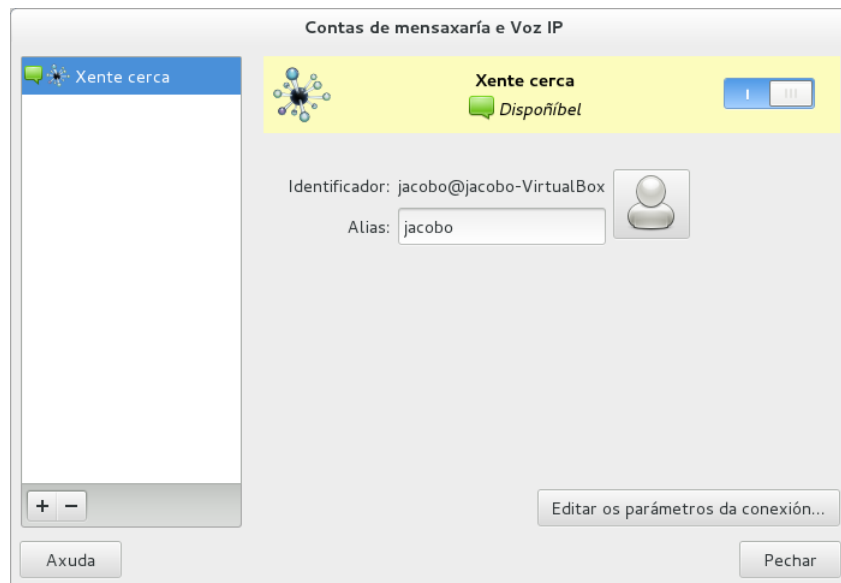 Contas de mensaxaría e Voz IP
Xente cerca
Xente cerca
Dispoñíbel
Identificador: jacobo@jacobo-VirtualBox
Alias: jacobo
+ −
Editar os parámetros da conexión...
Axuda
Pechar